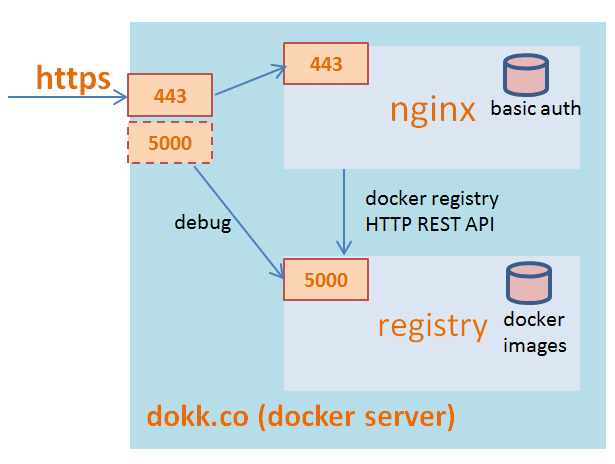 https
443
5000
debug
443
nginx
basic auth
docker registry
HTTP REST API
5000
registry
docker
images
dokk.co (docker server)